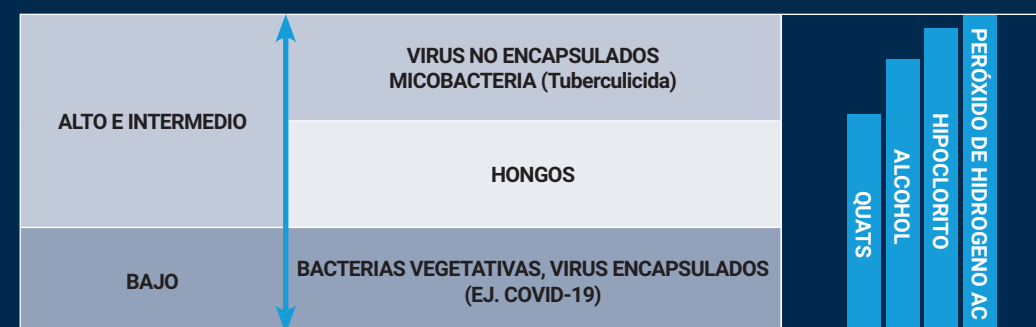 ALTO E INTERMEDIO
VIRUS NO ENCAPSULADOS
MICOBACTERIA (Tuberculicida)
HONGOS
BAJO
BACTERIAS VEGETATIVAS, VIRUS ENCAPSULADOS
(EJ. COVID-19)
QUATS
ALCOHOL
HIPOCLORITO
PERÓXIDO DE HIDROGENO AC